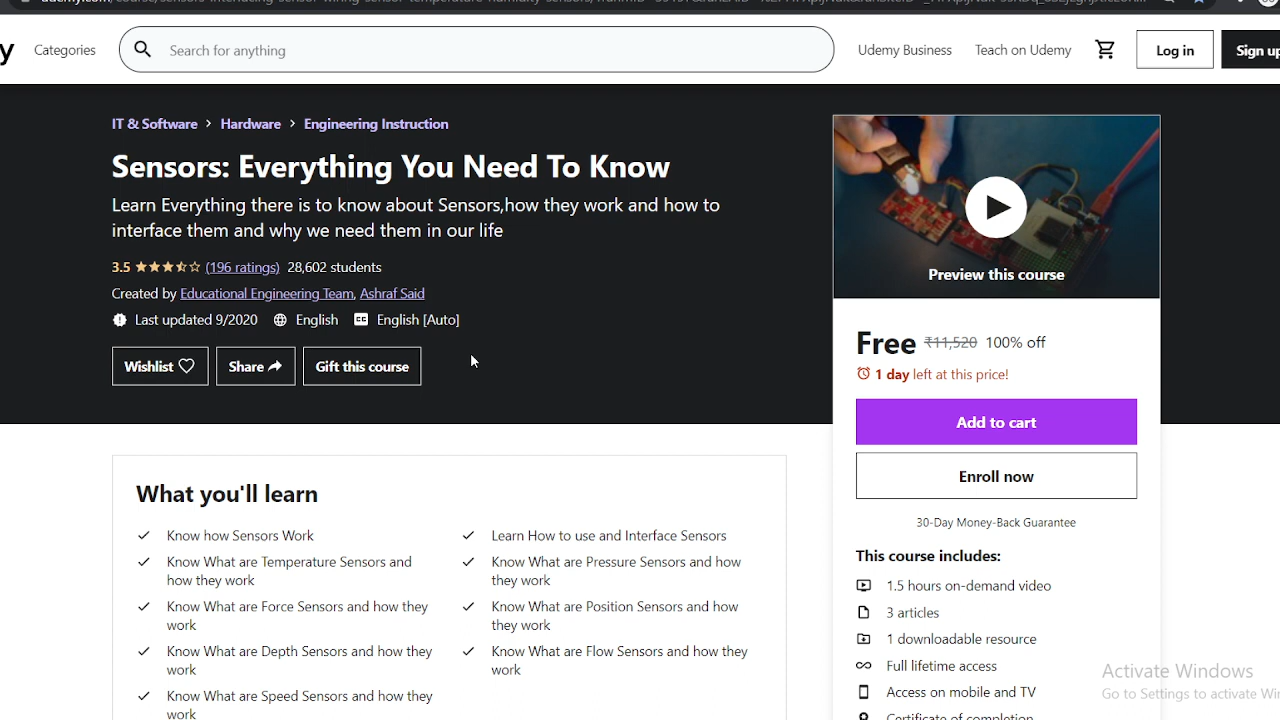 y Categories Search for anything Udemy Business Teach on Udemy Log in Sign up
IT & Software > Hardware > Engineering Instruction
Sensors: Everything You Need To Know
Learn Everything there is to know about Sensors,how they work and how to
interface them and why we need them in our life
3.5 (196 ratings) 28,602 students
Created by Educational Engineering Team, Ashraf Said
Last updated 9/2020 English CC English [Auto]
Wishlist Share Gift this course
Preview this course
Free ₹11,520 100% off
1 day left at this price!
Add to cart
Enroll now
30-Day Money-Back Guarantee
This course includes:
1.5 hours on-demand video
3 articles
1 downloadable resource
Full lifetime access
Access on mobile and TV
Certificate of completion
What you'll learn
Know how Sensors Work
Know What are Temperature Sensors and
how they work
Know What are Force Sensors and how they
work
Know What are Depth Sensors and how they
work
Know What are Speed Sensors and how they
work
Learn How to use and Interface Sensors
Know What are Pressure Sensors and how
they work
Know What are Position Sensors and how
they work
Know What are Flow Sensors and how they
work
Activate Windows
Go to Settings to activate Wi